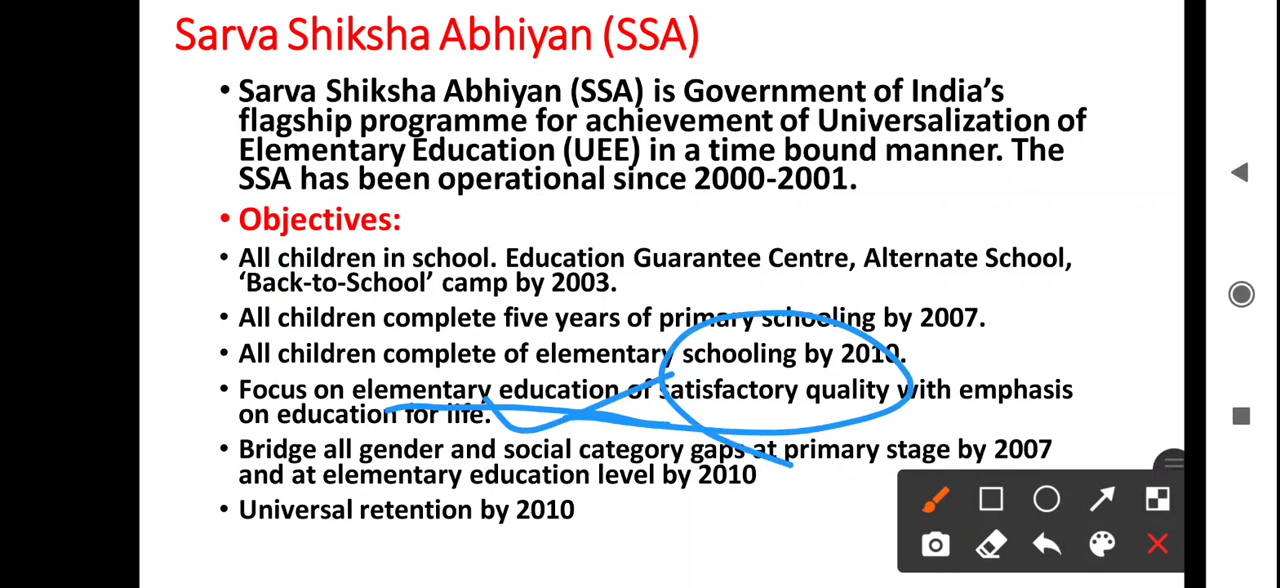 Sarva Shiksha Abhiyan (SSA)
• Sarva Shiksha Abhiyan (SSA) is Government of India's
flagship programme for achievement of Universalization of
Elementary Education (UEE) in a time bound manner. The
SSA has been operational since 2000-2001.
• Objectives:
• All children in school. Education Guarantee Centre, Alternate School,
‘Back-to-School’ camp by 2003.
• All children complete five years of primary schooling by 2007.
• All children complete of elementary schooling by 2010.
• Focus on elementary education of satisfactory quality with emphasis
on education for life.
• Bridge all gender and social category gaps at primary stage by 2007
and at elementary education level by 2010
• Universal retention by 2010